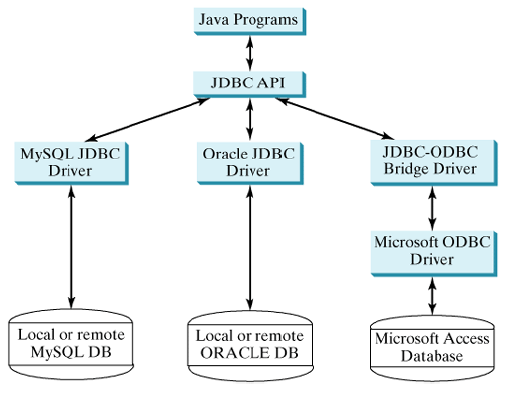 Java Programs
JDBC API
MySQL JDBC
Driver
Oracle JDBC
Driver
JDBC-ODBC
Bridge Driver
Microsoft ODBC
Driver
Local or remote
MySQL DB
Local or remote
ORACLE DB
Microsoft Access
Database